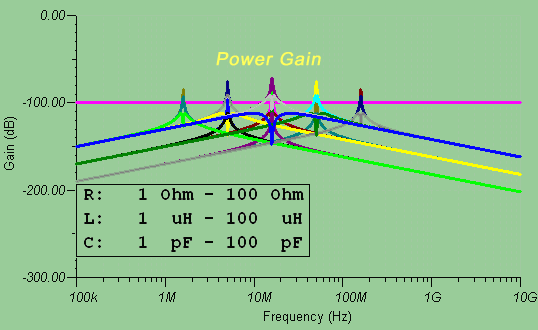 0.00
Power Gain
-100.00
Gain (dB)
-200.00
R: 1 Ohm - 100 Ohm
L: 1 uH - 100 uH
C: 1 pF - 100 pF
-300.00
100k 1M 10M 100M 1G 10G
Frequency (Hz)